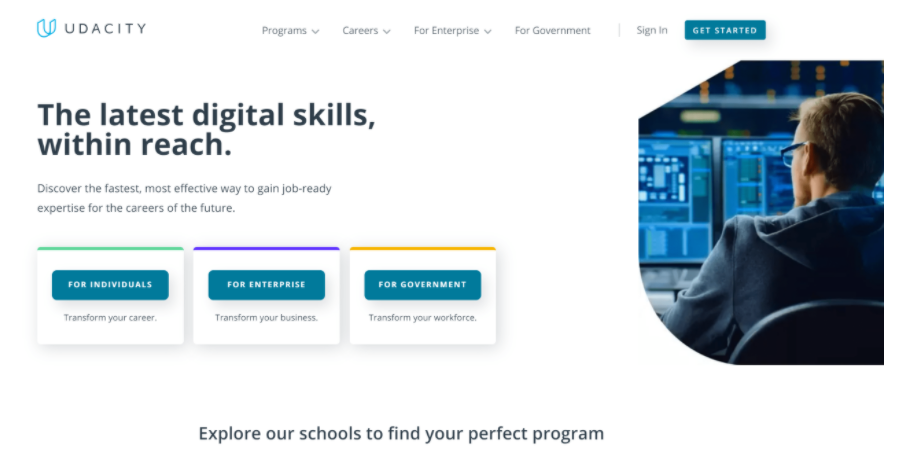 UDACITY
Programs
Careers
For Enterprise
For Government
Sign In
GET STARTED
The latest digital skills,
within reach.
Discover the fastest, most effective way to gain job-ready
expertise for the careers of the future.
FOR INDIVIDUALS
FOR ENTERPRISE
FOR GOVERNMENT
Transform your career.
Transform your business.
Transform your workforce.
Explore our schools to find your perfect program